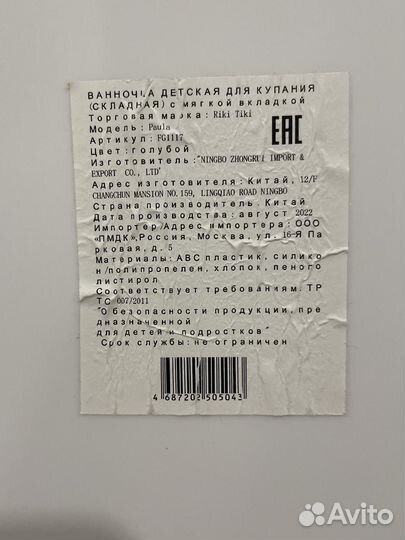 ВАННОЧКА ДЕТСКАЯ ДЛЯ КУПАНИЯ
(СКЛАДНАЯ) с мягкой вкладкой
Торговая марка: Riki Tiki
Модель: Paula
Артикул: FG1117
Цвет: голубой
Изготовитель: "NINGBO ZHONGRUI IMPORT &
EXPORT CO., LTD"
Адрес изготовителя: Китай, 12/F
CHANGCHUN MANSION NO.159, LINGQIAO ROAD NINGBO
Страна производитель: Китай
Дата производства: август 2022
Импортер/Адрес импортера: ООО
«ПМДК», Россия, Москва, ул. 16-Я Па
рковая, д. 5
Материалы: АВС пластик, силико
н/полипропелен, хлопок, пенопо
листирол
Соответствует требованиям. ТР
ТС 007/2011
"О безопасности продукции, пре
дназначенной
для детей и подростков"
Срок службы: не ограничен
EAC
4 687202 505043
Avito